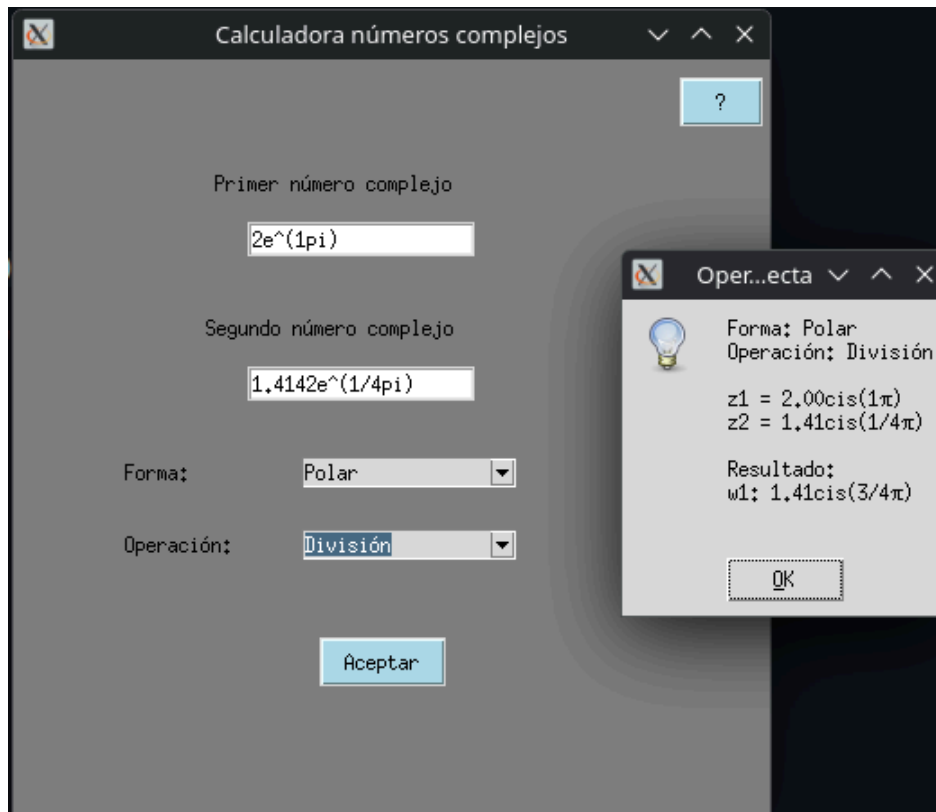 Calculadora números complejos
?
Primer número complejo
2e^(1pi)
Segundo número complejo
1.4142e^(1/4pi)
Forma: Polar
Operación: División
Aceptar
Oper...ecta
Forma: Polar
Operación: División
z1 = 2.00cis(1π)
z2 = 1.41cis(1/4π)
Resultado:
w1: 1.41cis(3/4π)
OK